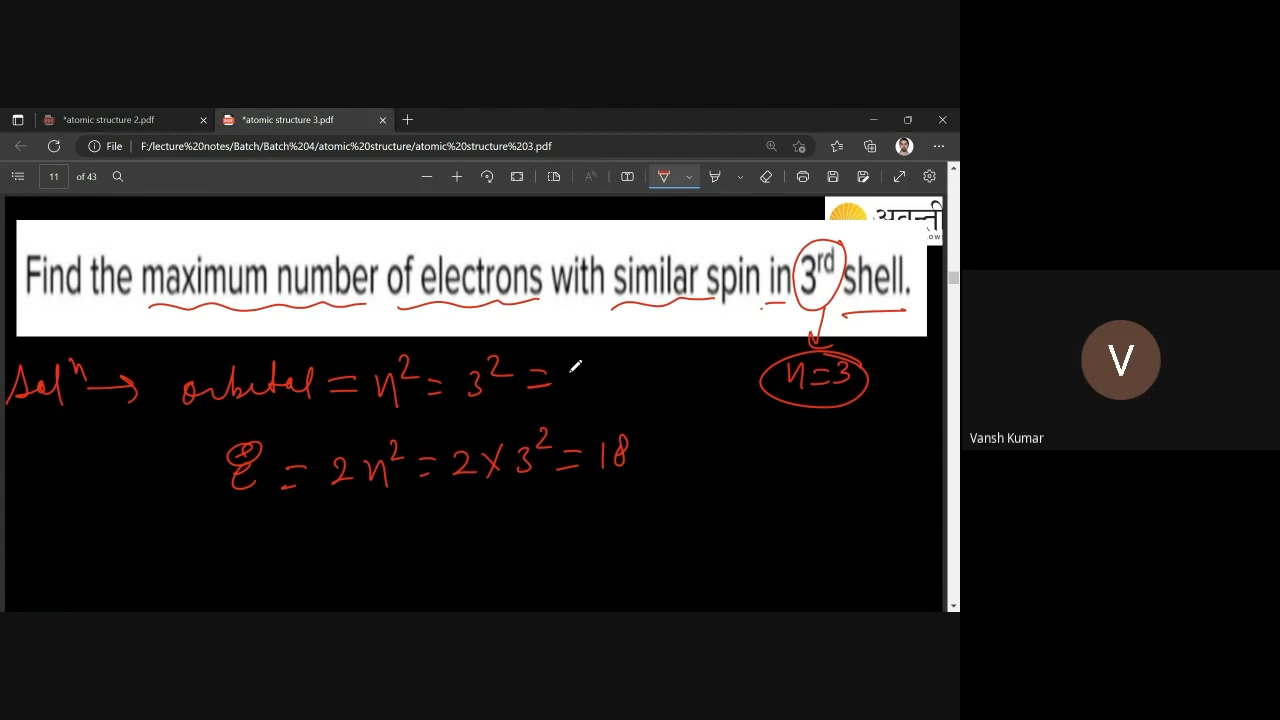 *atomic structure 2.pdf
*atomic structure 3.pdf
File
F:/lecture%20notes/Batch/Batch%204/atomic%20structure/atomic%20structure%203.pdf
11 of 43
अवन्ती
Find the maximum number of electrons with similar spin in 3rd shell.
Solⁿ → orbital = n² = 3² =
n=3
= 2n² = 2×3² = 18
V
Vansh Kumar